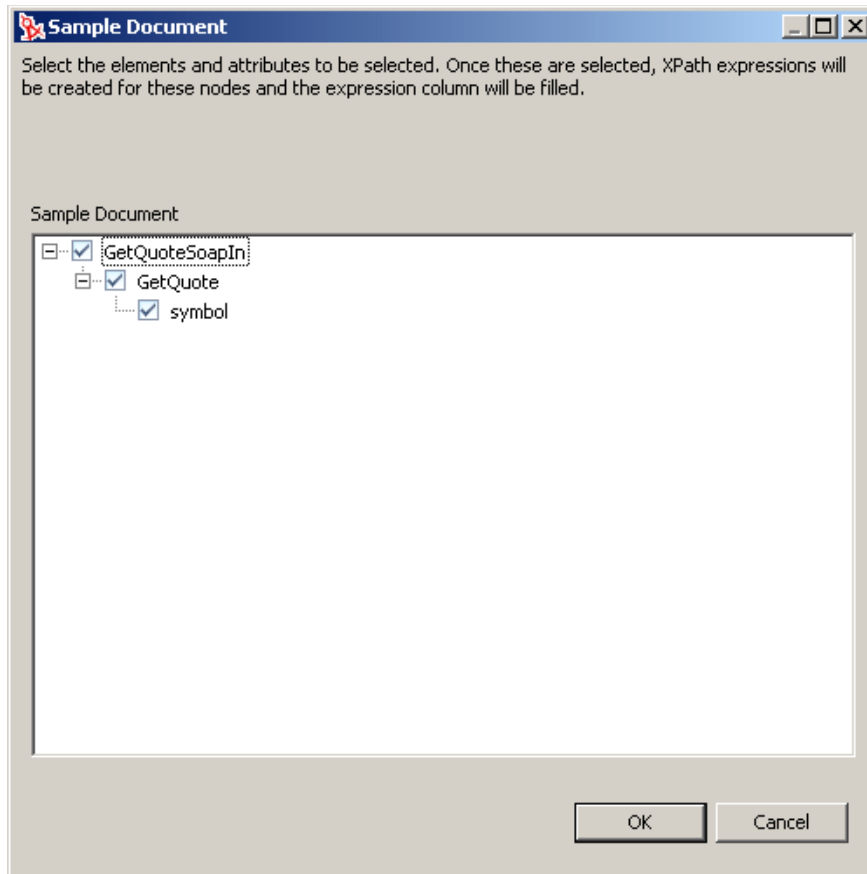 Sample Document
Select the elements and attributes to be selected. Once these are selected, XPath expressions will
be created for these nodes and the expression column will be filled.
Sample Document
GetQuoteSoapIn
GetQuote
symbol
OK
Cancel